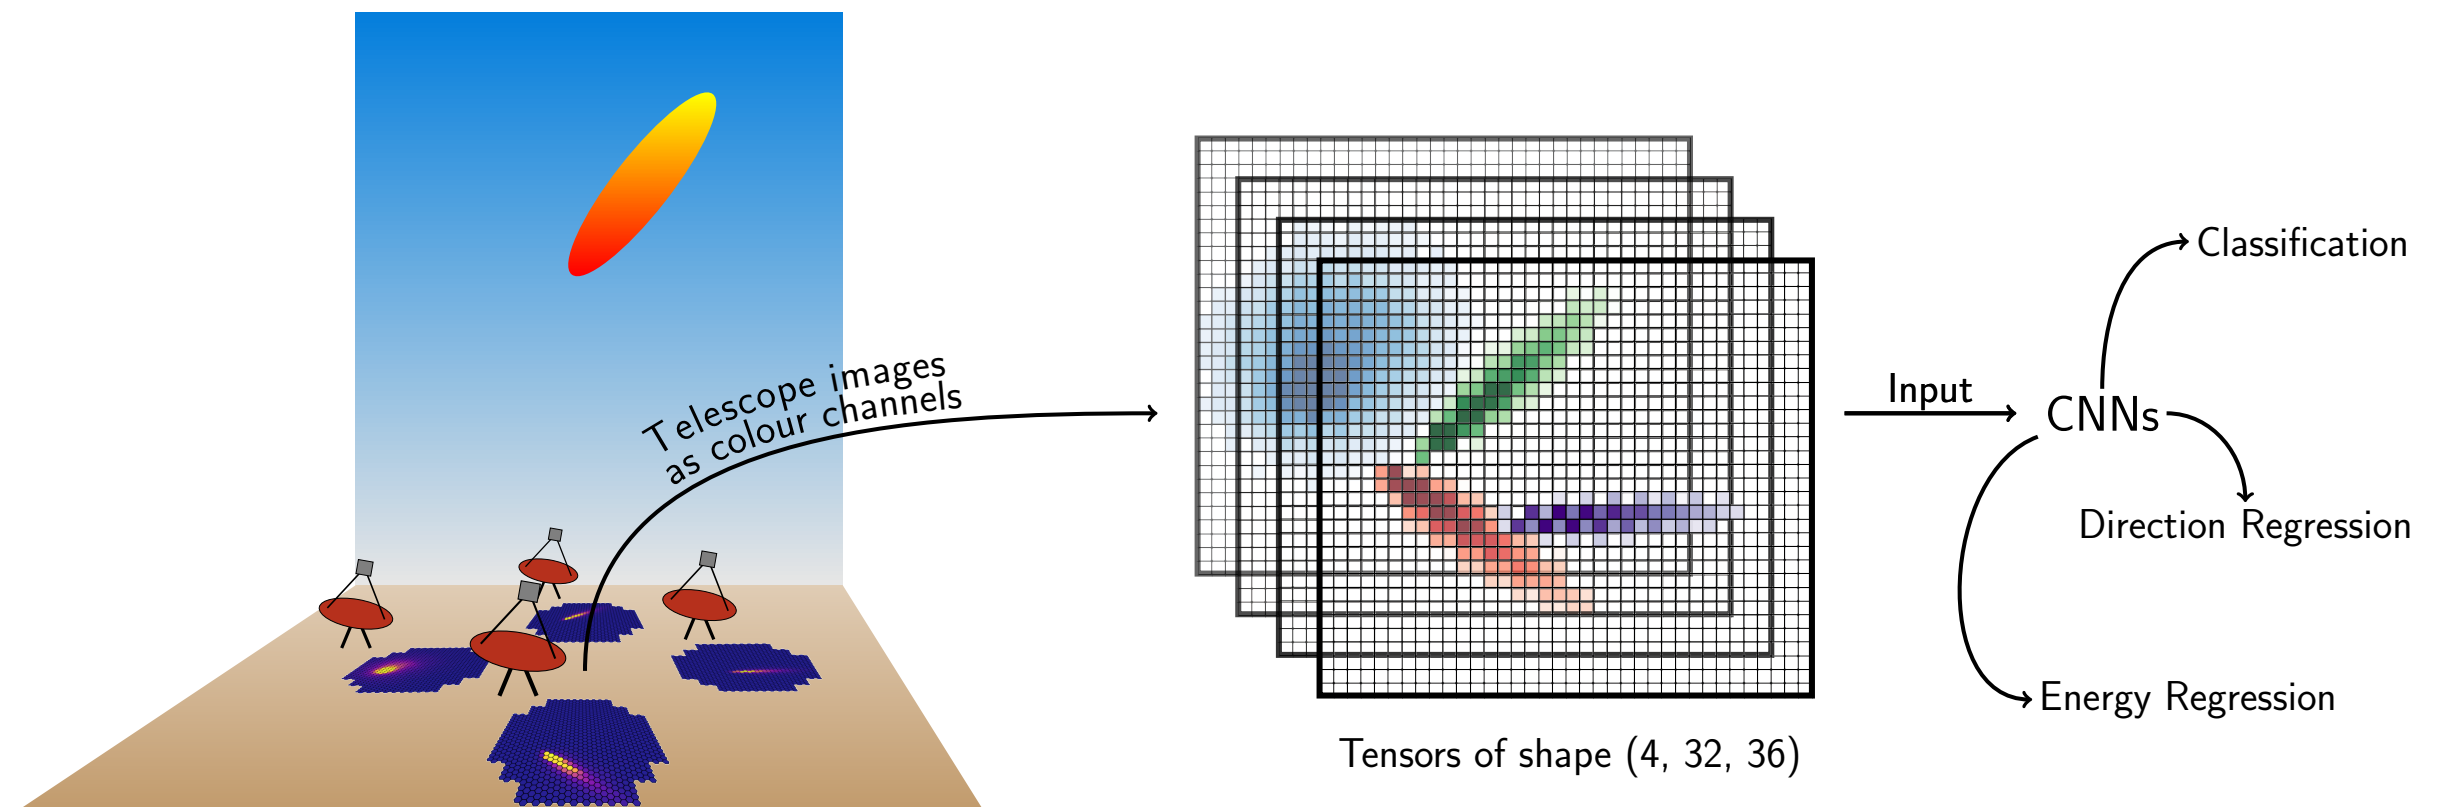 Telescope images
as colour channels
Tensors of shape (4, 32, 36)
Input
CNNs
Classification
Direction Regression
Energy Regression